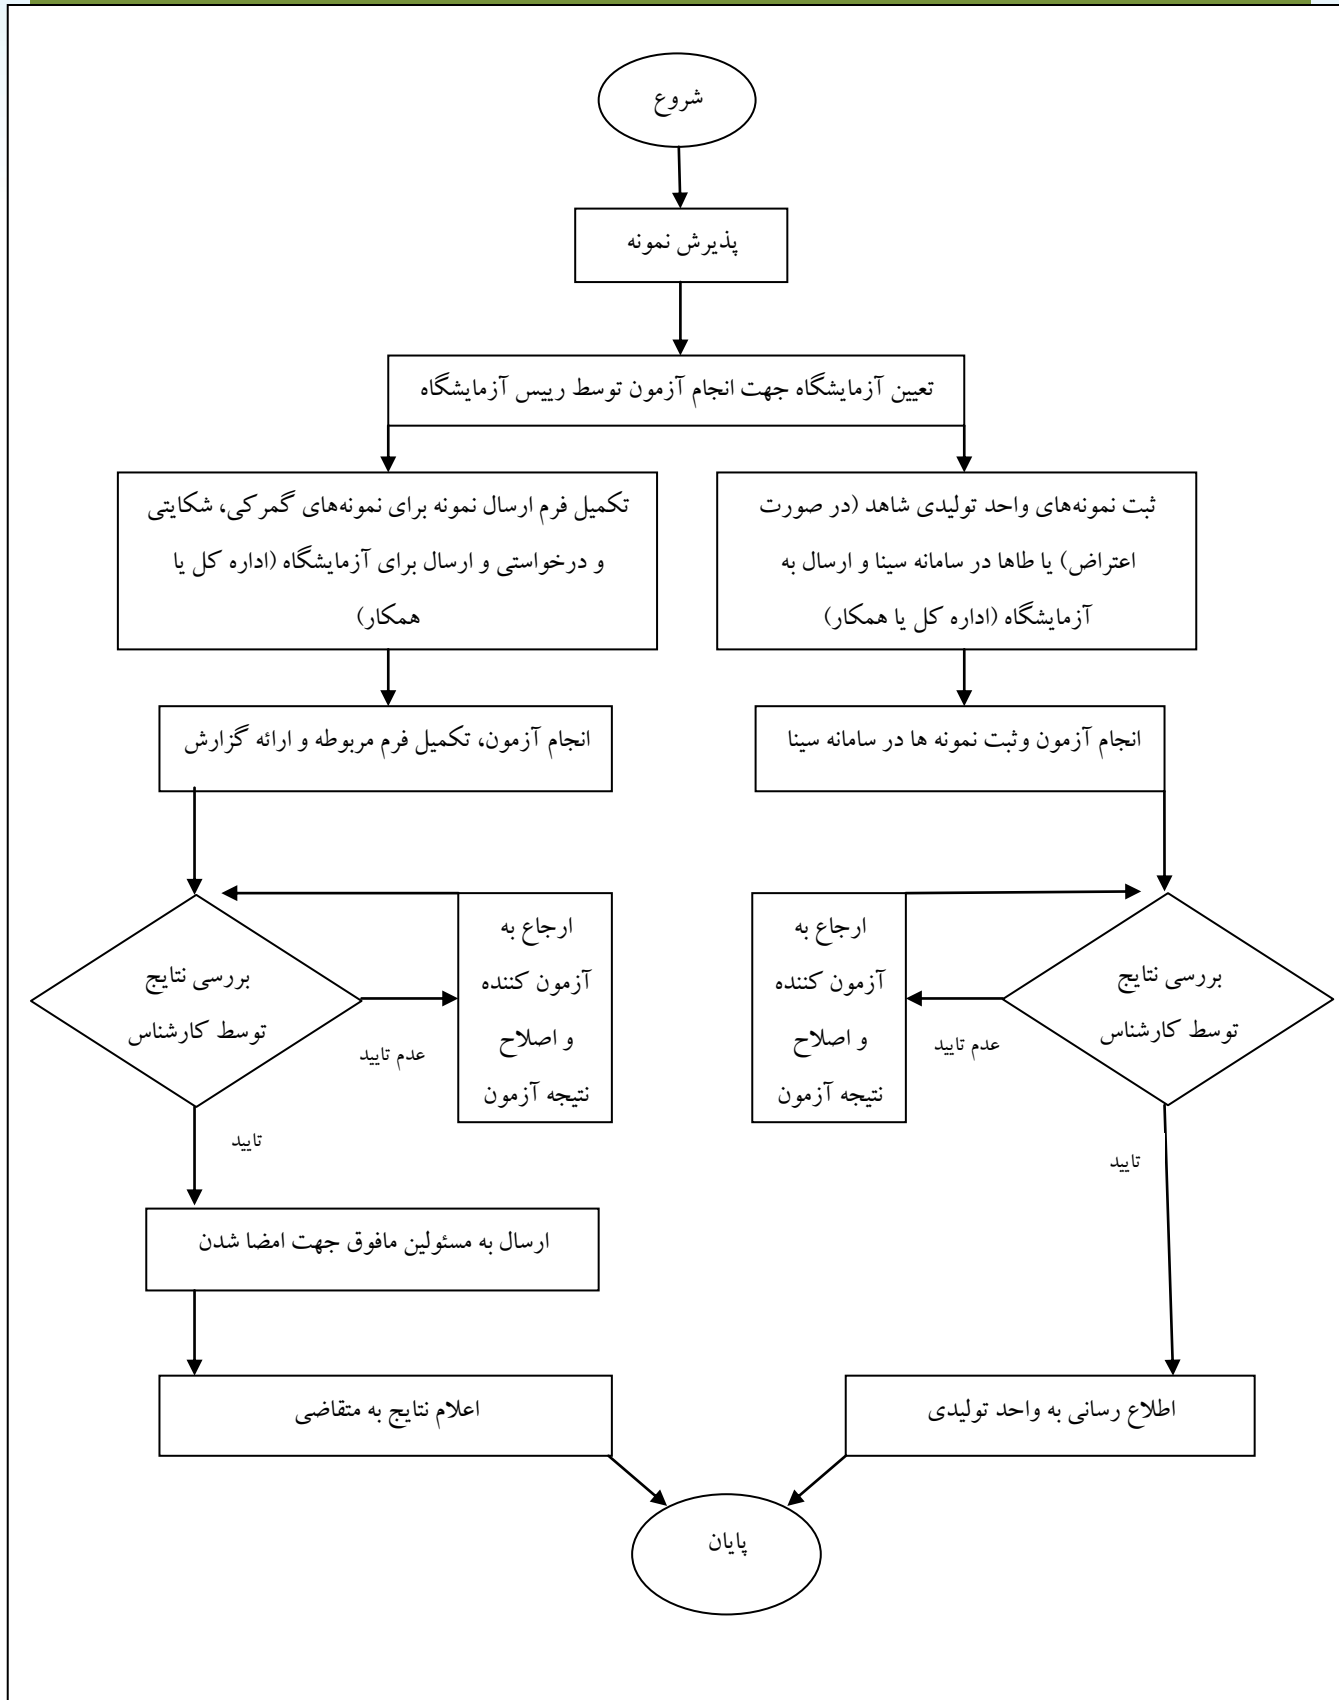 شروع
پذیرش نمونه
تعیین آزمایشگاه جهت انجام آزمون توسط رییس آزمایشگاه
ثبت نمونه‌های واحد تولیدی شاهد (در صورت
اعتراض) یا طاها در سامانه سینا و ارسال به
آزمایشگاه (اداره کل یا همکار)
تکمیل فرم ارسال نمونه برای نمونه‌های گمرکی، شکایتی
و درخواستی و ارسال برای آزمایشگاه (اداره کل یا
همکار)
انجام آزمون وثبت نمونه ها در سامانه سینا
انجام آزمون، تکمیل فرم مربوطه و ارائه گزارش
بررسی نتایج
توسط کارشناس
عدم تایید
ارجاع به
آزمون کننده
و اصلاح
نتیجه آزمون
تایید
ارجاع به
آزمون کننده
و اصلاح
نتیجه آزمون
بررسی نتایج
توسط کارشناس
عدم تایید
تایید
ارسال به مسئولین مافوق جهت امضا شدن
اطلاع رسانی به واحد تولیدی
اعلام نتایج به متقاضی
پایان